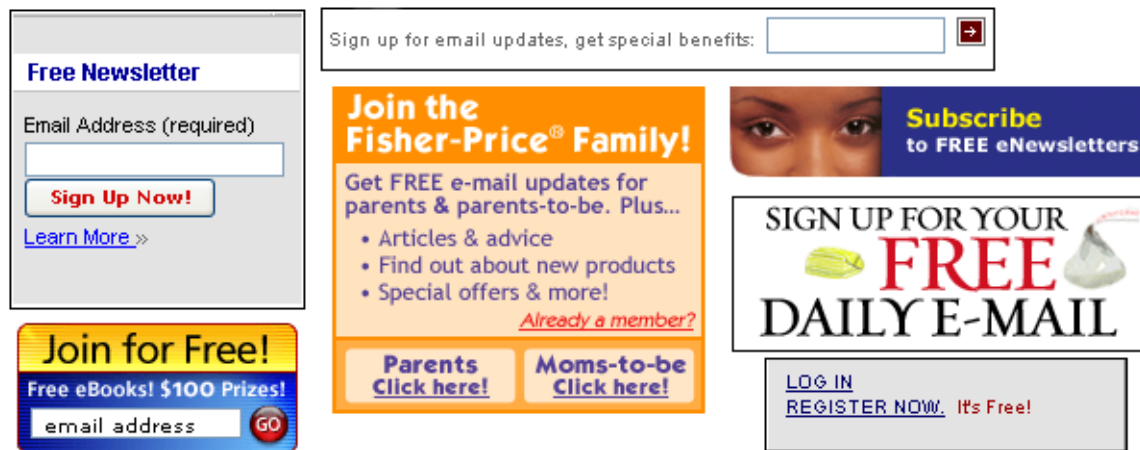 Free Newsletter
Email Address (required)
Sign Up Now!
Learn More »
Join for Free!
Free eBooks! $100 Prizes!
email address GO
Sign up for email updates, get special benefits:
Join the
Fisher-Price® Family!
Get FREE e-mail updates for
parents & parents-to-be. Plus...
• Articles & advice
• Find out about new products
• Special offers & more!
Already a member?
Parents
Click here!
Moms-to-be
Click here!
Subscribe
to FREE eNewsletters
SIGN UP FOR YOUR
FREE
DAILY E-MAIL
LOG IN
REGISTER NOW. It's Free!